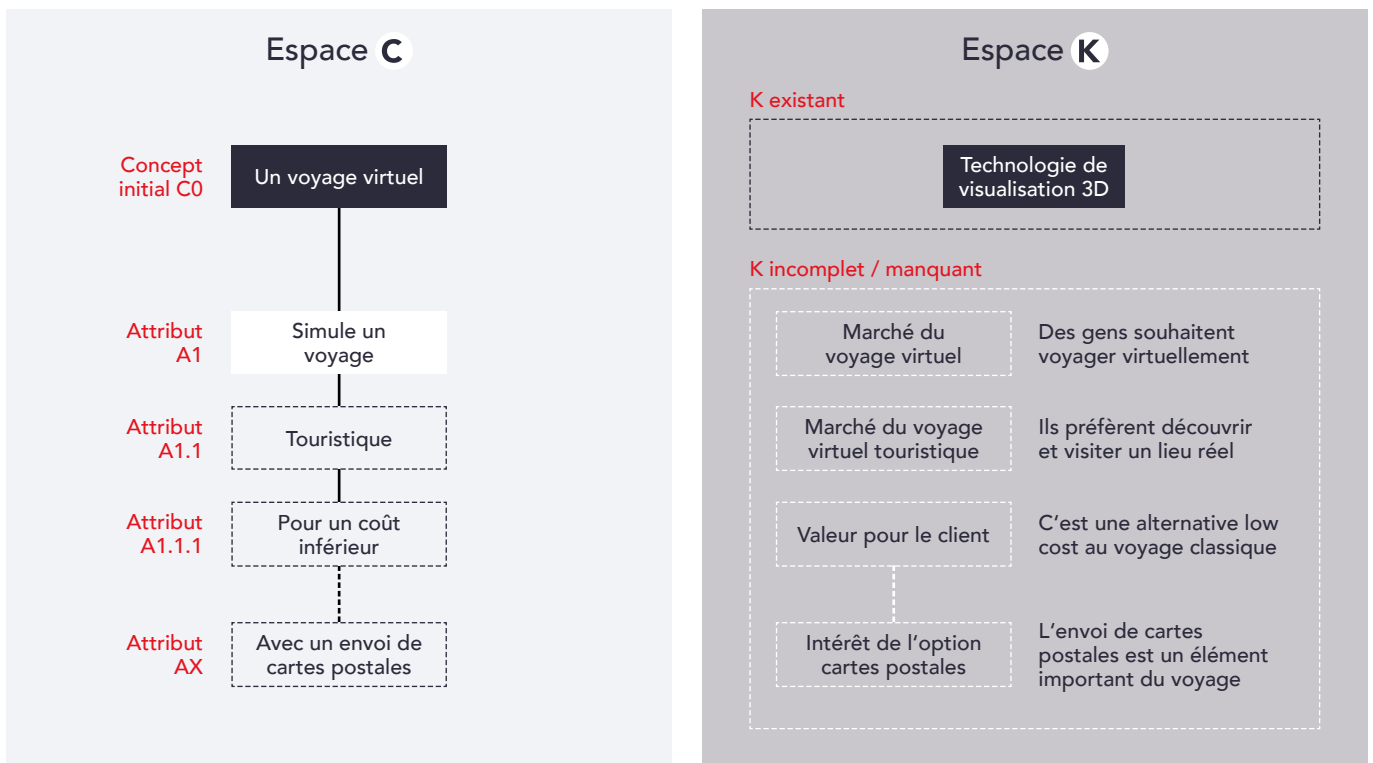 Espace C
Concept
initial C0
Un voyage virtuel
Attribut
A1
Simule un
voyage
Attribut
A1.1
Touristique
Attribut
A1.1.1
Pour un coût
inférieur
Attribut
AX
Avec un envoi de
cartes postales
Espace K
K existant
Technologie de
visualisation 3D
K incomplet / manquant
Marché du
voyage virtuel
Des gens souhaitent
voyager virtuellement
Marché du voyage
virtuel touristique
Ils préfèrent découvrir
et visiter un lieu réel
Valeur pour le client
C’est une alternative low
cost au voyage classique
Intérêt de l’option
cartes postales
L’envoi de cartes
postales est un élément
important du voyage